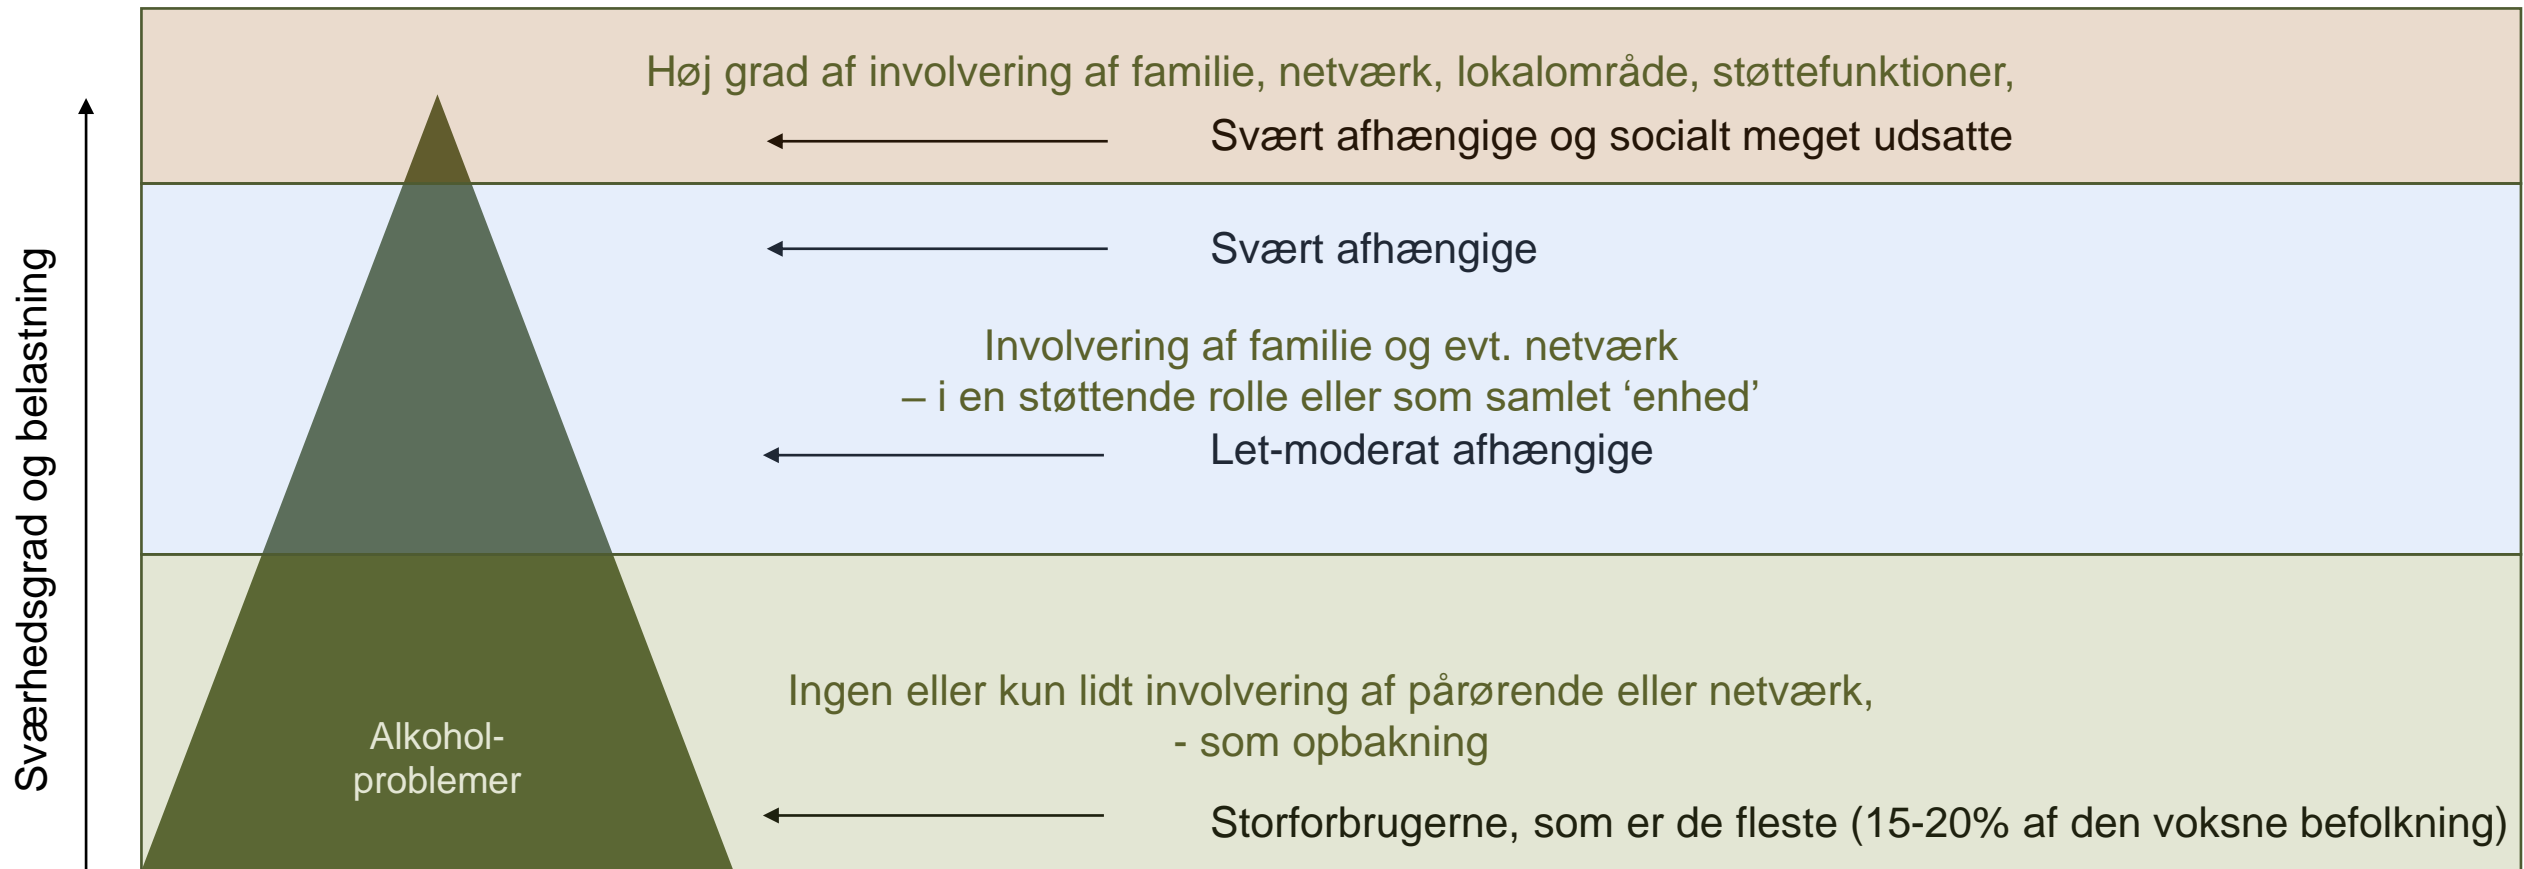 Høj grad af involvering af familie, netværk, lokalområde, støttefunktioner,
Svært afhængige og socialt meget udsatte
Svært afhængige
Sværhedsgrad og belastning
Involvering af familie og evt. netværk
– i en støttende rolle eller som samlet ‘enhed’
Let-moderat afhængige
Ingen eller kun lidt involvering af pårørende eller netværk,
- som opbakning
Alkohol-
problemer
Storforbrugerne, som er de fleste (15-20% af den voksne befolkning)